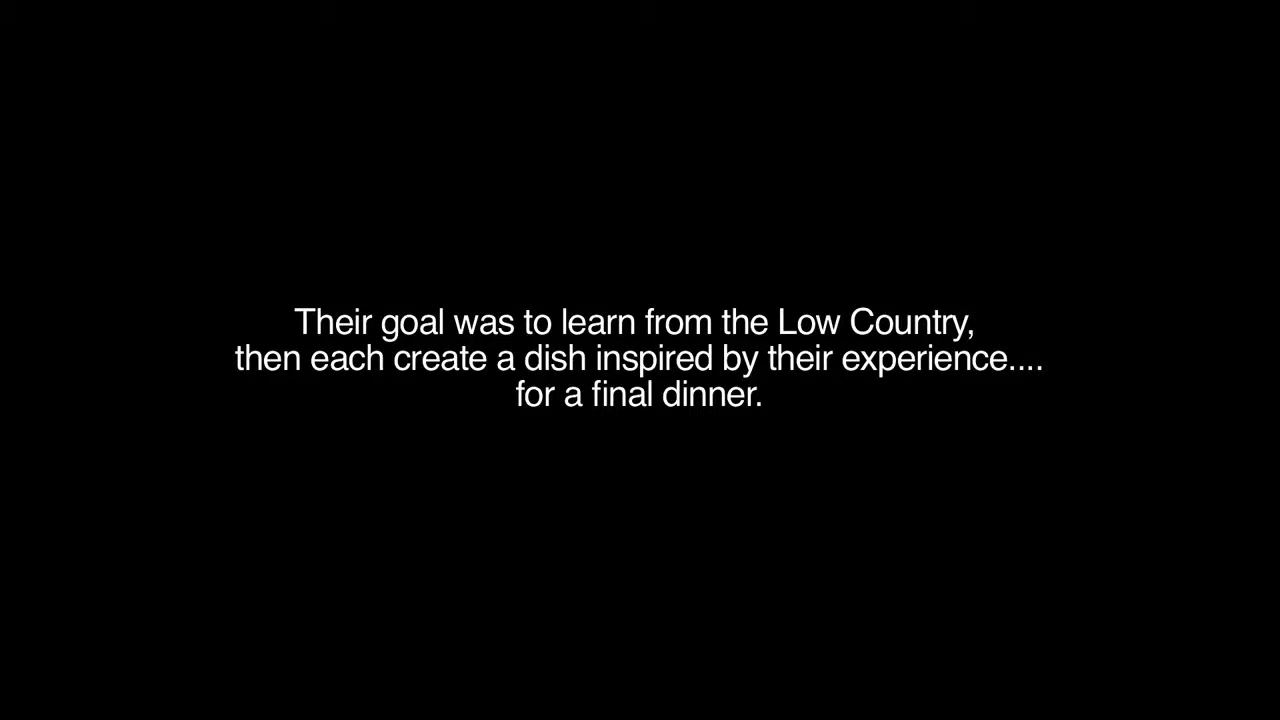 Their goal was to learn from the Low Country,
then each create a dish inspired by their experience....
for a final dinner.